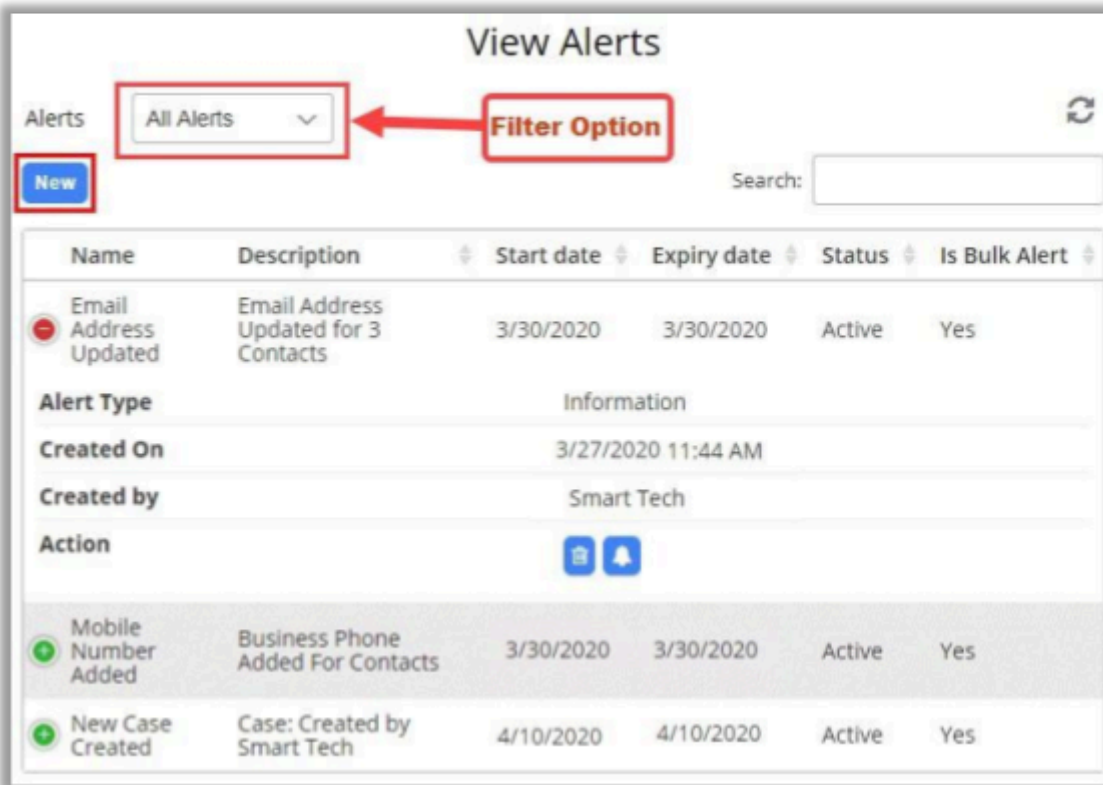 View Alerts
Alerts All Alerts Filter Option
New Search:
Name Description Start date Expiry date Status Is Bulk Alert
Email
Address
Updated
Email Address
Updated for 3
Contacts
3/30/2020 3/30/2020 Active Yes
Alert Type Information
Created On 3/27/2020 11:44 AM
Created by Smart Tech
Action
Mobile
Number
Added
Business Phone
Added For Contacts
3/30/2020 3/30/2020 Active Yes
New Case
Created
Case: Created by
Smart Tech
4/10/2020 4/10/2020 Active Yes